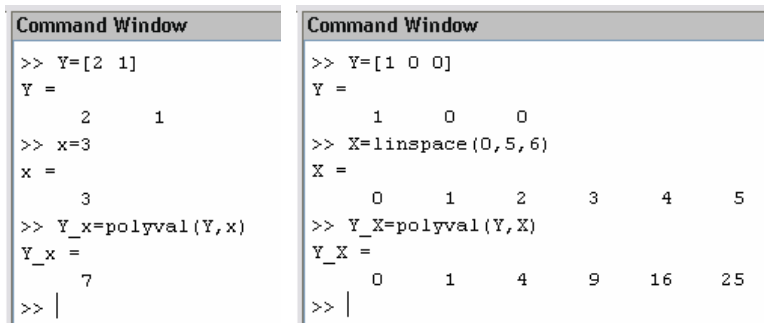 Command Window
>> Y=[2 1]
Y =
2 1
>> x=3
x =
3
>> Y_x=polyval(Y,x)
Y_x =
7
>>
Command Window
>> Y=[1 0 0]
Y =
1 0 0
>> X=linspace(0,5,6)
X =
0 1 2 3 4 5
>> Y_X=polyval(Y,X)
Y_X =
0 1 4 9 16 25
>>